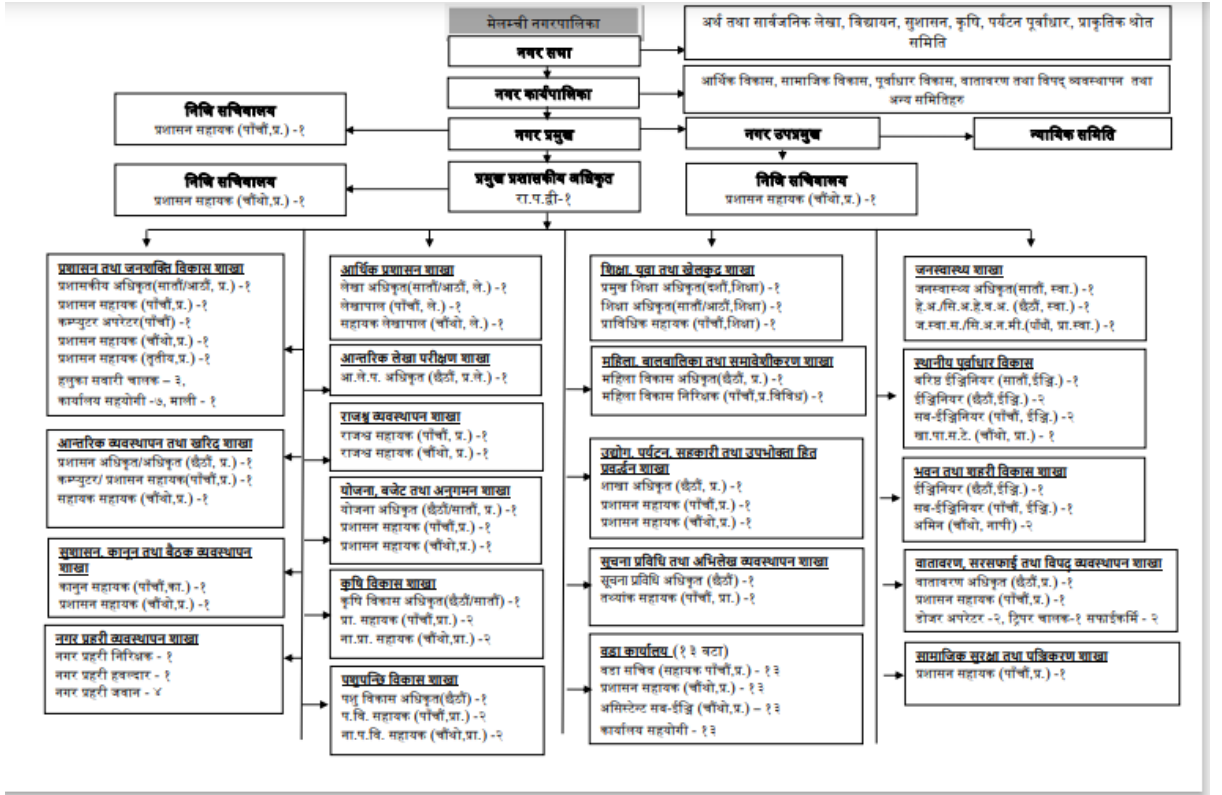 मेलम्ची नगरपालिका
नगर सभा
अर्थ तथा सार्वजनिक लेखा, विद्यायन, सुशासन, कृषि, पर्यटन पूर्वाधार, प्राकृतिक श्रोत
समिति
नगर कार्यपालिका
आर्थिक विकास, सामाजिक विकास, पूर्वाधार विकास, वातावरण तथा विपद् व्यवस्थापन तथा
अन्य समितिहरु
निजि सचिवालय
प्रशासन सहायक (पाँचौं,प्र.) -१
नगर प्रमुख
नगर उपप्रमुख
न्यायिक समिति
निजि सचिवालय
प्रशासन सहायक (चौंथो,प्र.) -१
प्रमुख प्रशासकीय अधिकृत
रा.प.द्वी-१
निजि सचिवालय
प्रशासन सहायक (चौंथो,प्र.) -१
प्रशासन तथा जनशक्ति विकास शाखा
प्रशासकीय अधिकृत(सातौं/आठौं, प्र.) -१
प्रशासन सहायक (पाँचौं,प्र.) -१
कम्प्युटर अपरेटर(पाचौं) -१
प्रशासन सहायक (चौंथो,प्र.) -१
प्रशासन सहायक (तृतीय,प्र.) -१
हलुका सवारी चालक – ३,
कार्यालय सहयोगी -७, माली - १
आन्तरिक व्यवस्थापन तथा खरिद शाखा
प्रशासन अधिकृत/अधिकृत (छैठौं, प्र.) -१
कम्प्युटर/ प्रशासन सहायक(पाँचौं,प्र.) -१
सहायक सहायक (चौंथो,प्र.) -१
सुशासन, कानून तथा बैठक व्यवस्थापन
शाखा
कानुन सहायक (पाँचौं,का.) -१
प्रशासन सहायक (चौंथो,प्र.) -१
नगर प्रहरी व्यवस्थापन शाखा
नगर प्रहरी निरिक्षक - १
नगर प्रहरी हवल्दार - १
नगर प्रहरी जवान - ४
आर्थिक प्रशासन शाखा
लेखा अधिकृत(सातौं/आठौं, ले.) -१
लेखापाल (पाँचौं, ले.) -१
सहायक लेखापाल (चौंथो, ले.) -१
आन्तरिक लेखा परीक्षण शाखा
आ.ले.प. अधिकृत (छैठौं, प्र.ले.) -१
राजश्व व्यवस्थापन शाखा
राजश्व सहायक (पाँचौं, प्र.) -१
राजश्व सहायक (चौंथो, प्र.) -१
योजना, बजेट तथा अनुगमन शाखा
योजना अधिकृत (छैठौं/सातौं, प्र.) -१
प्रशासन सहायक (पाँचौं,प्र.) -१
प्रशासन सहायक (चौंथो,प्र.) -१
कृषि विकास शाखा
कृषि विकास अधिकृत(छैठौं/सातौं) -१
प्रा. सहायक (पाँचौं,प्रा.) -२
ना.प्रा. सहायक (चौंथो,प्रा.) -२
पशुपन्छि विकास शाखा
पशु विकास अधिकृत(छैठौं) -१
प.वि. सहायक (पाँचौं,प्रा.) -२
ना.प.वि. सहायक (चौंथो,प्रा.) -२
शिक्षा, यूवा तथा खेलकुद शाखा
प्रमुख शिक्षा अधिकृत(दशौं,शिक्षा) -१
शिक्षा अधिकृत(सातौं/आठौं,शिक्षा) -१
प्राविधिक सहायक (पाँचौं,शिक्षा) -१
महिला, बालबालिका तथा समावेशीकरण शाखा
महिला विकास अधिकृत(छैठौं, प्र.) -१
महिला विकास निरिक्षक (पाँचौं,प्र.विविध) -१
उद्योग, पर्यटन, सहकारी तथा उपभोक्ता हित
प्रवर्द्धन शाखा
शाखा अधिकृत (छैठौं, प्र.) -१
प्रशासन सहायक (पाँचौं,प्र.) -१
प्रशासन सहायक (चौंथो,प्र.) -१
सूचना प्रविधि तथा अभिलेख व्यवस्थापन शाखा
सूचना प्रविधि अधिकृत (छैठौं) -१
तथ्यांक सहायक (पाँचौं, प्रा.) -१
वडा कार्यालय (१३ वटा)
वडा सचिव (सहायक पाँचौं,प्र.) - १३
प्रशासन सहायक (चौंथो,प्र.) - १३
असिस्टेन्ट सब-ईञ्जि (चौंथो,प्र.) – १३
कार्यालय सहयोगी - १३
जनस्वास्थ्य शाखा
जनस्वास्थ्य अधिकृत(सातौं, स्वा.) -१
हे.अ./सि.अ.हे.व.अ. (छैठौं, स्वा.) -१
ज.स्वा.स./सि.अ.न.मी.(पाँचौं, प्रा.स्वा.) -१
स्थानीय पूर्वाधार विकास
बरिष्ठ ईञ्जिनियर (सातौं,ईञ्जि.) -१
ईञ्जिनियर (छैठौं,ईञ्जि.) -२
सब-ईञ्जिनियर (पाँचौं, ईञ्जि.) -२
खा.पा.स.टे. (चौंथो, प्रा.) - १
भवन तथा शहरी विकास शाखा
ईञ्जिनियर (छैठौं,ईञ्जि.) -१
सब-ईञ्जिनियर (पाँचौं, ईञ्जि.) -१
अमिन (चौंथो, नापी) -२
वातावरण, सरसफाई तथा विपद् व्यवस्थापन शाखा
वातावरण अधिकृत (छैठौं,प्र.) -१
प्रशासन सहायक (पाँचौं,प्र.) -१
डोजर अपरेटर -२, ट्रिपर चालक-१ सफाईकर्मि - २
सामाजिक सुरक्षा तथा पञ्जिकरण शाखा
प्रशासन सहायक (पाँचौं,प्र.) -१